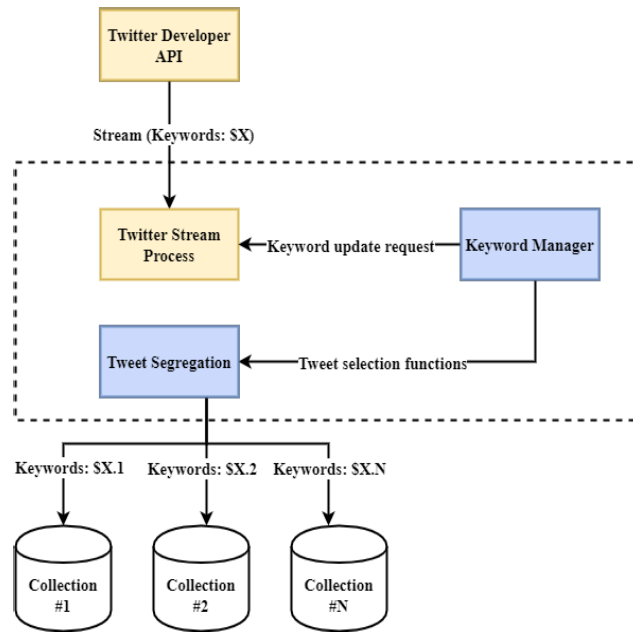 Twitter Developer
API
Stream (Keywords: $X)
Twitter Stream
Process
Keyword update request
Keyword Manager
Tweet Segregation
Tweet selection functions
Keywords: $X.1
Keywords: $X.2
Keywords: $X.N
Collection
#1
Collection
#2
Collection
#N